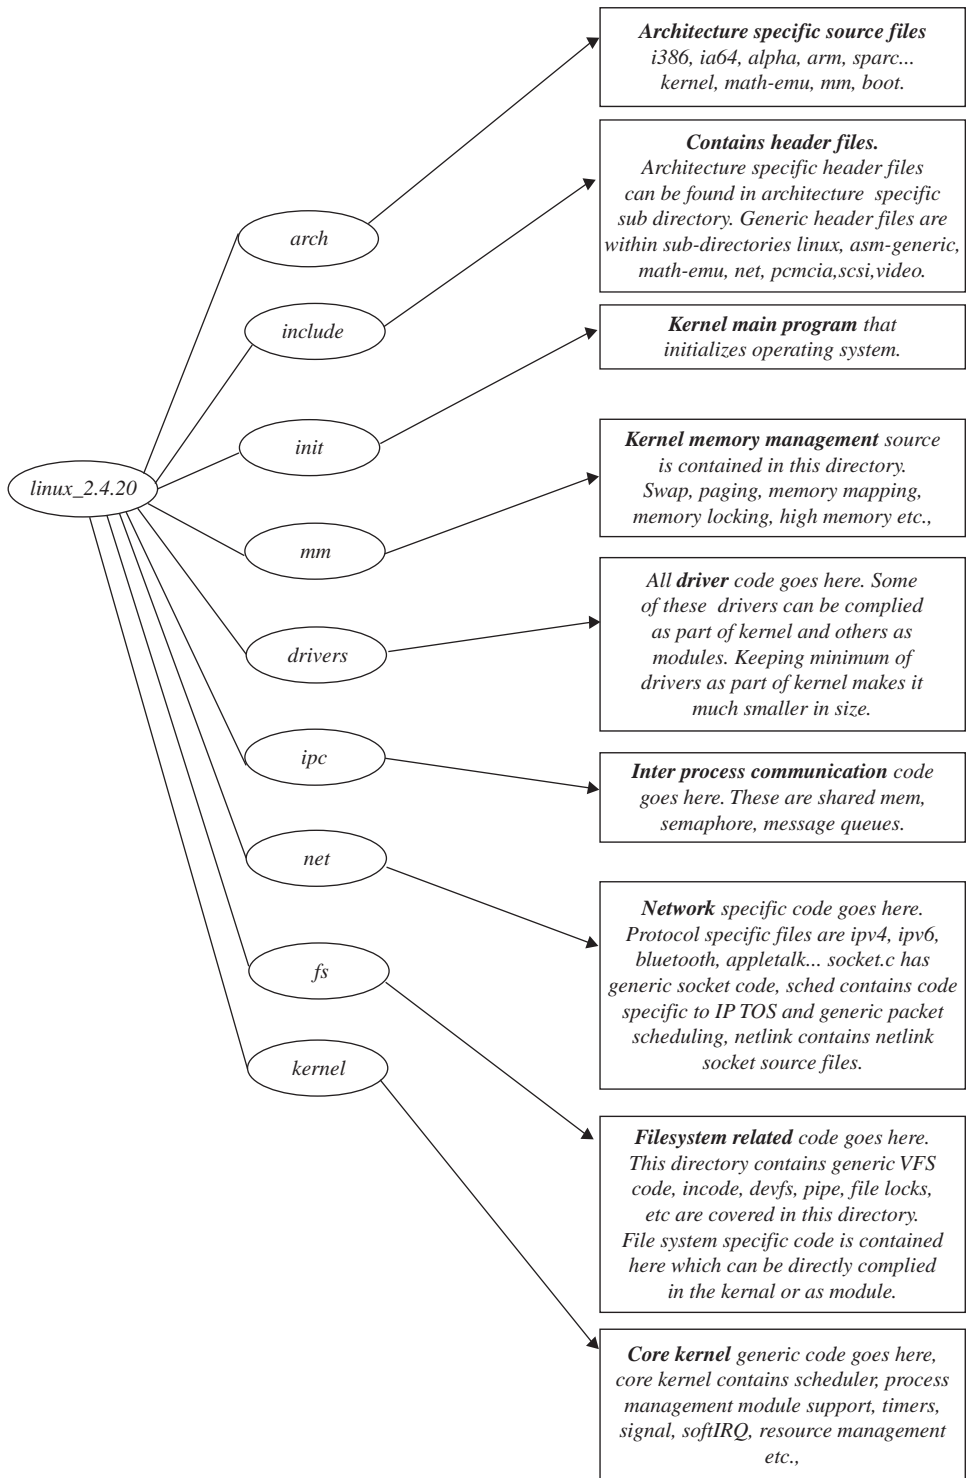 Architecture specific source files
i386, ia64, alpha, arm, sparc...
kernel, math-emu, mm, boot.
Contains header files.
Architecture specific header files
can be found in architecture specific
sub directory. Generic header files are
within sub-directories linux, asm-generic,
math-emu, net, pcmcia,scsi,video.
arch
include
Kernel main program that
initializes operating system.
init
linux_2.4.20
Kernel memory management source
is contained in this directory.
Swap, paging, memory mapping,
memory locking, high memory etc.,
mm
All driver code goes here. Some
of these drivers can be complied
as part of kernel and others as
modules. Keeping minimum of
drivers as part of kernel makes it
much smaller in size.
drivers
ipc
Inter process communication code
goes here. These are shared mem,
semaphore, message queues.
net
Network specific code goes here.
Protocol specific files are ipv4, ipv6,
bluetooth, appletalk... socket.c has
generic socket code, sched contains code
specific to IP TOS and generic packet
scheduling, netlink contains netlink
socket source files.
fs
kernel
Filesystem related code goes here.
This directory contains generic VFS
code, incode, devfs, pipe, file locks,
etc are covered in this directory.
File system specific code is contained
here which can be directly complied
in the kernal or as module.
Core kernel generic code goes here,
core kernel contains scheduler, process
management module support, timers,
signal, softIRQ, resource management
etc.,